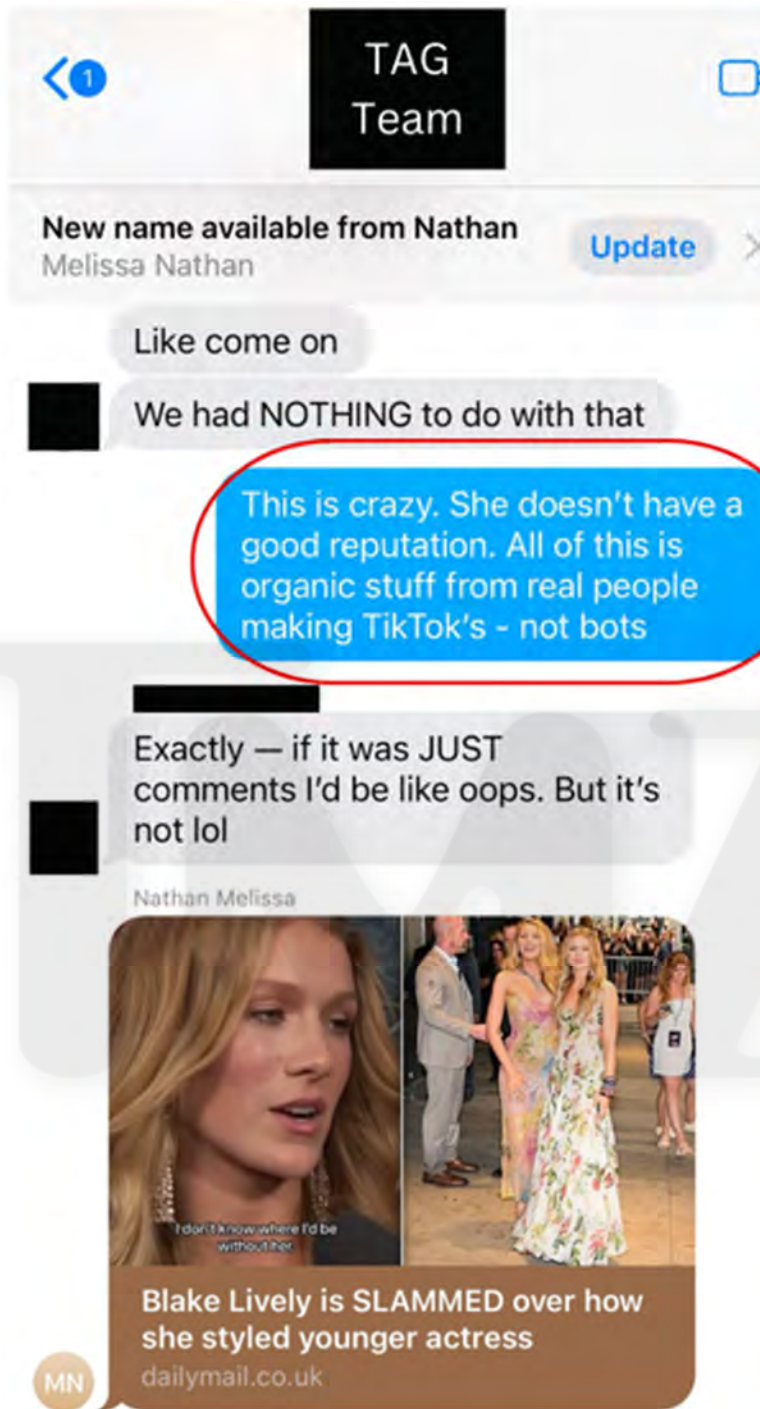 1
TAG
Team
New name available from Nathan
Melissa Nathan
Update
Like come on
We had NOTHING to do with that
This is crazy. She doesn't have a
good reputation. All of this is
organic stuff from real people
making TikTok's - not bots
Exactly — if it was JUST
comments I'd be like oops. But it's
not lol
Nathan Melissa
I don't know where I'd be
without her.
Blake Lively is SLAMMED over how
she styled younger actress
dailymail.co.uk
MN